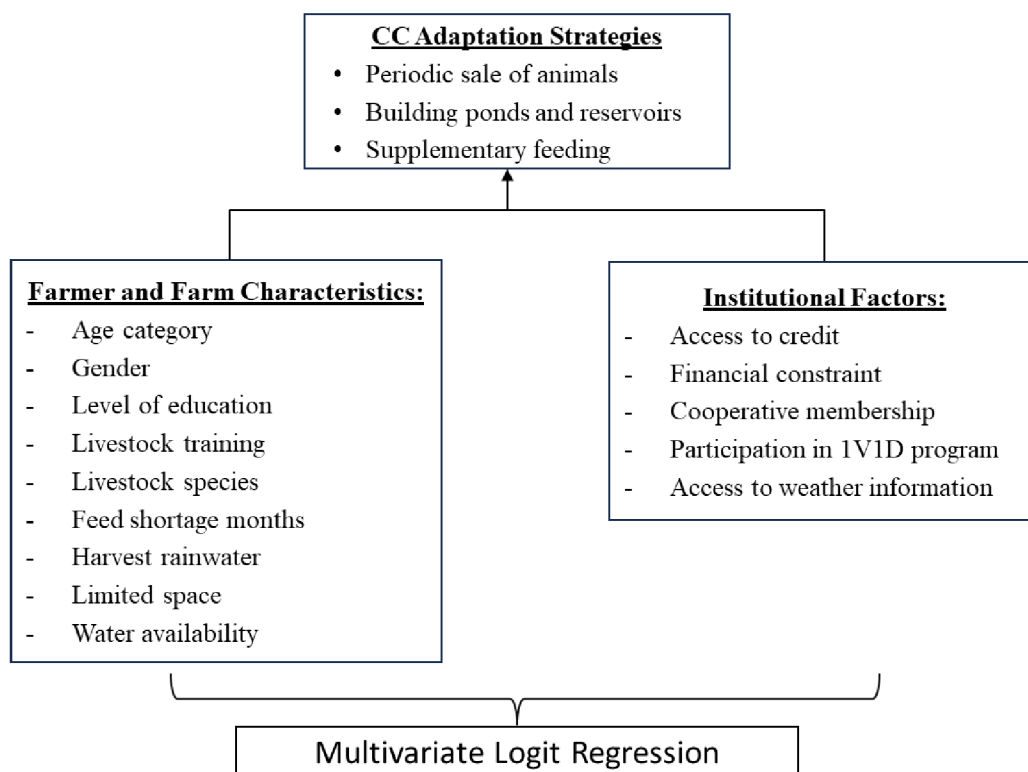 CC Adaptation Strategies
• Periodic sale of animals
• Building ponds and reservoirs
• Supplementary feeding
Farmer and Farm Characteristics:
- Age category
- Gender
- Level of education
- Livestock training
- Livestock species
- Feed shortage months
- Harvest rainwater
- Limited space
- Water availability
Institutional Factors:
- Access to credit
- Financial constraint
- Cooperative membership
- Participation in 1V1D program
- Access to weather information
Multivariate Logit Regression